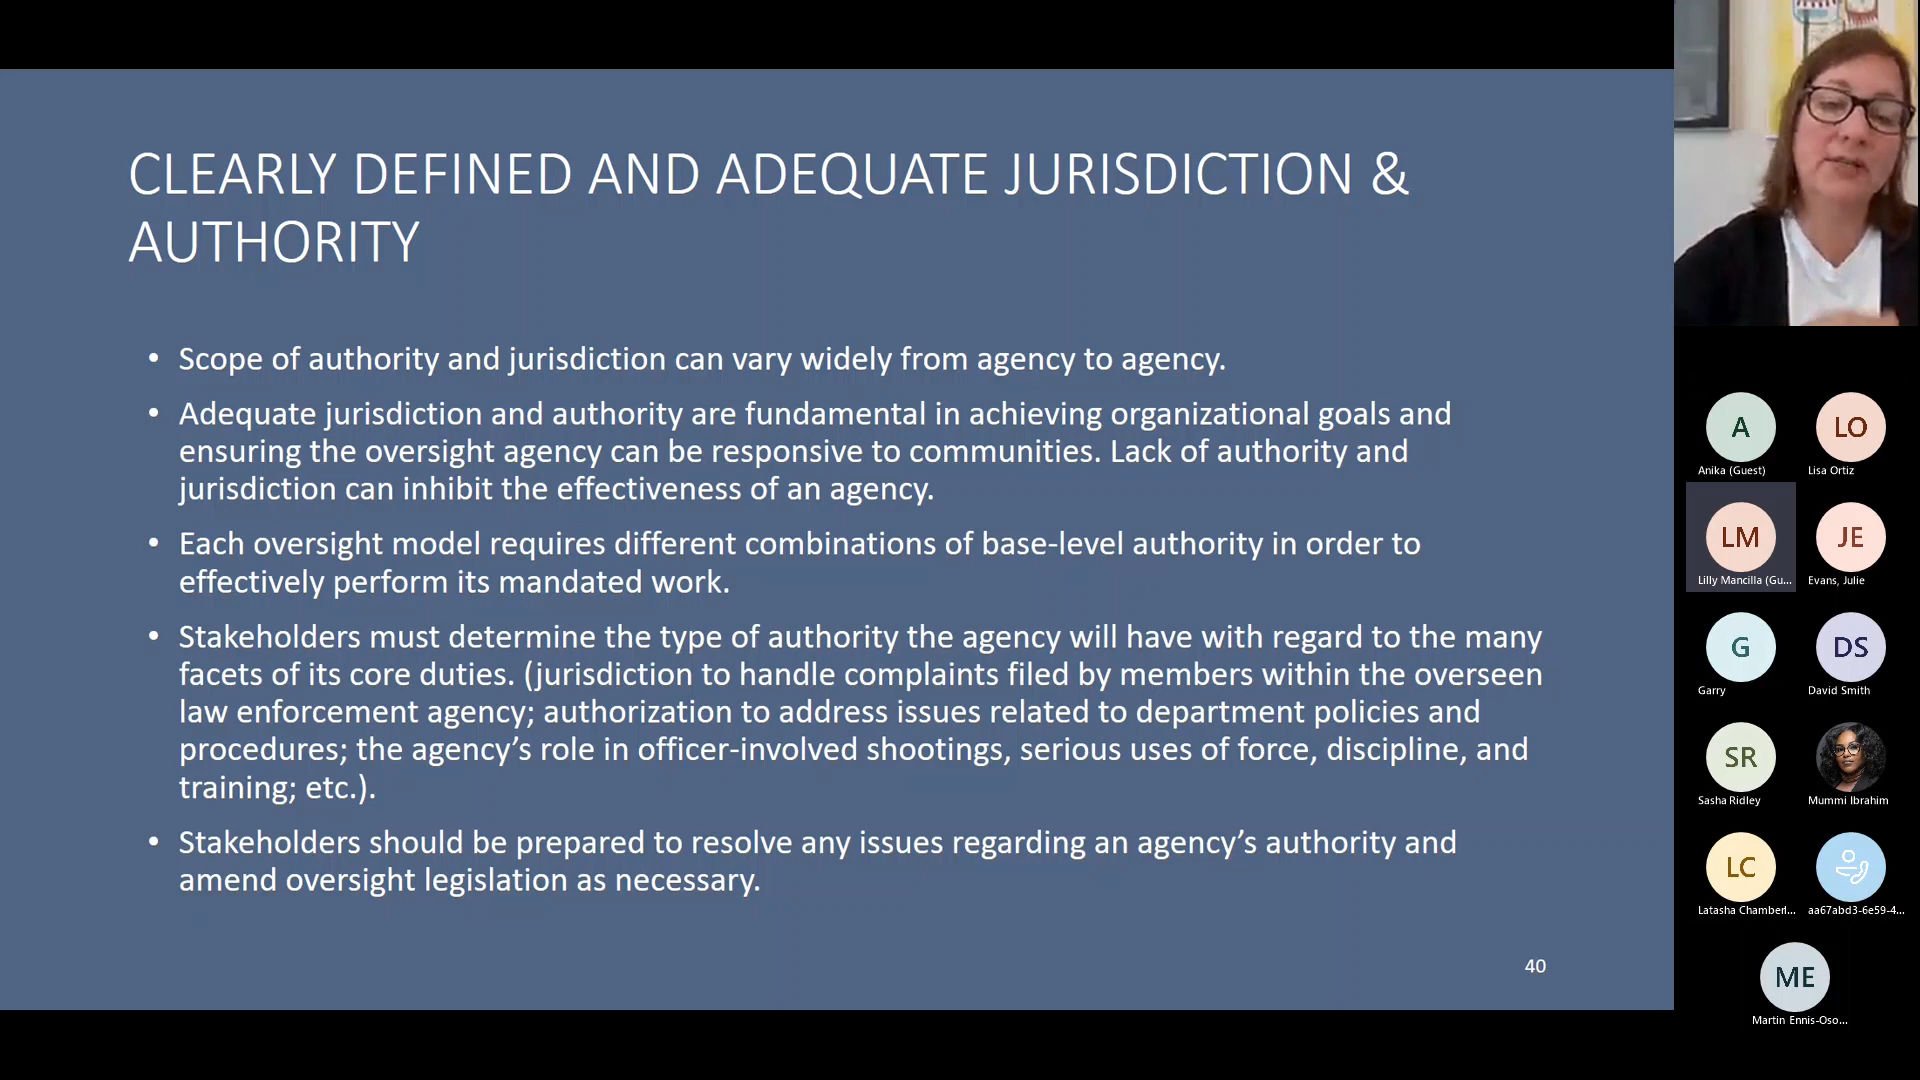 CLEARLY DEFINED AND ADEQUATE JURISDICTION &
AUTHORITY
• Scope of authority and jurisdiction can vary widely from agency to agency.
• Adequate jurisdiction and authority are fundamental in achieving organizational goals and
ensuring the oversight agency can be responsive to communities. Lack of authority and
jurisdiction can inhibit the effectiveness of an agency.
• Each oversight model requires different combinations of base-level authority in order to
effectively perform its mandated work.
• Stakeholders must determine the type of authority the agency will have with regard to the many
facets of its core duties. (jurisdiction to handle complaints filed by members within the overseen
law enforcement agency; authorization to address issues related to department policies and
procedures; the agency’s role in officer-involved shootings, serious uses of force, discipline, and
training; etc.).
• Stakeholders should be prepared to resolve any issues regarding an agency’s authority and
amend oversight legislation as necessary.
40
A
Anika (Guest)
LO
Lisa Ortiz
LM
Lilly Mancilla (Gu...
JE
Evans, Julie
G
Garry
DS
David Smith
SR
Sasha Ridley
Mummi Ibrahim
LC
Latasha Chamberl...
aa67abd3-6e59-4...
ME
Martin Ennis-Oso...